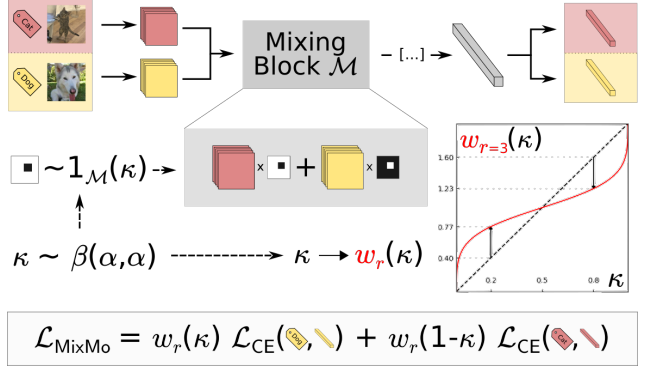 Cat
Dog
Mixing
Block ℳ
[...]
~1ℳ(κ)
x
+
x
κ ~ β(α,α)
κ → wᵣ(κ)
wᵣ₌₃(κ)
1.60
1.23
0.77
0.40
0.2
0.5
0.8
κ
ℒMixMo = wᵣ(κ) ℒCE(Dog, ) + wᵣ(1-κ) ℒCE(Cat, )